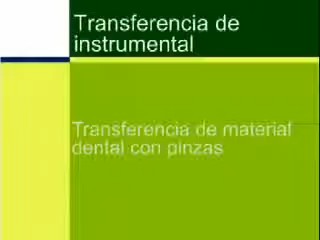 Transferencia de
instrumental
Transferencia de material
dental con pinzas